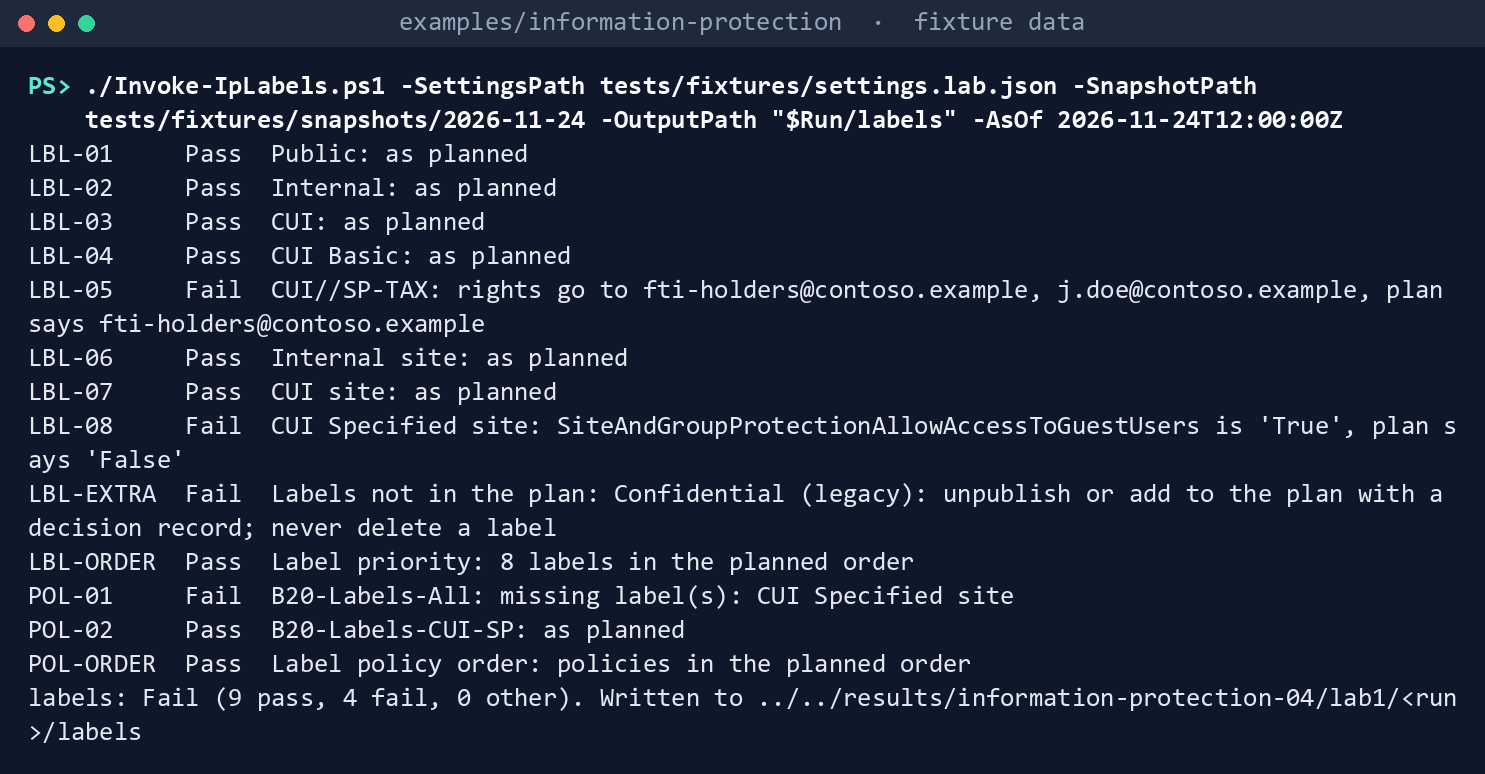 examples/information-protection · fixture data
PS> ./Invoke-IpLabels.ps1 -SettingsPath tests/fixtures/settings.lab.json -SnapshotPath
tests/fixtures/snapshots/2026-11-24 -OutputPath "$Run/labels" -AsOf 2026-11-24T12:00:00Z
LBL-01     Pass  Public: as planned
LBL-02     Pass  Internal: as planned
LBL-03     Pass  CUI: as planned
LBL-04     Pass  CUI Basic: as planned
LBL-05     Fail  CUI//SP-TAX: rights go to fti-holders@contoso.example, j.doe@contoso.example, plan
says fti-holders@contoso.example
LBL-06     Pass  Internal site: as planned
LBL-07     Pass  CUI site: as planned
LBL-08     Fail  CUI Specified site: SiteAndGroupProtectionAllowAccessToGuestUsers is 'True', plan s
ays 'False'
LBL-EXTRA  Fail  Labels not in the plan: Confidential (legacy): unpublish or add to the plan with a
decision record; never delete a label
LBL-ORDER  Pass  Label priority: 8 labels in the planned order
POL-01     Fail  B20-Labels-All: missing label(s): CUI Specified site
POL-02     Pass  B20-Labels-CUI-SP: as planned
POL-ORDER  Pass  Label policy order: policies in the planned order
labels: Fail (9 pass, 4 fail, 0 other). Written to ../../results/information-protection-04/lab1/<run
>/labels